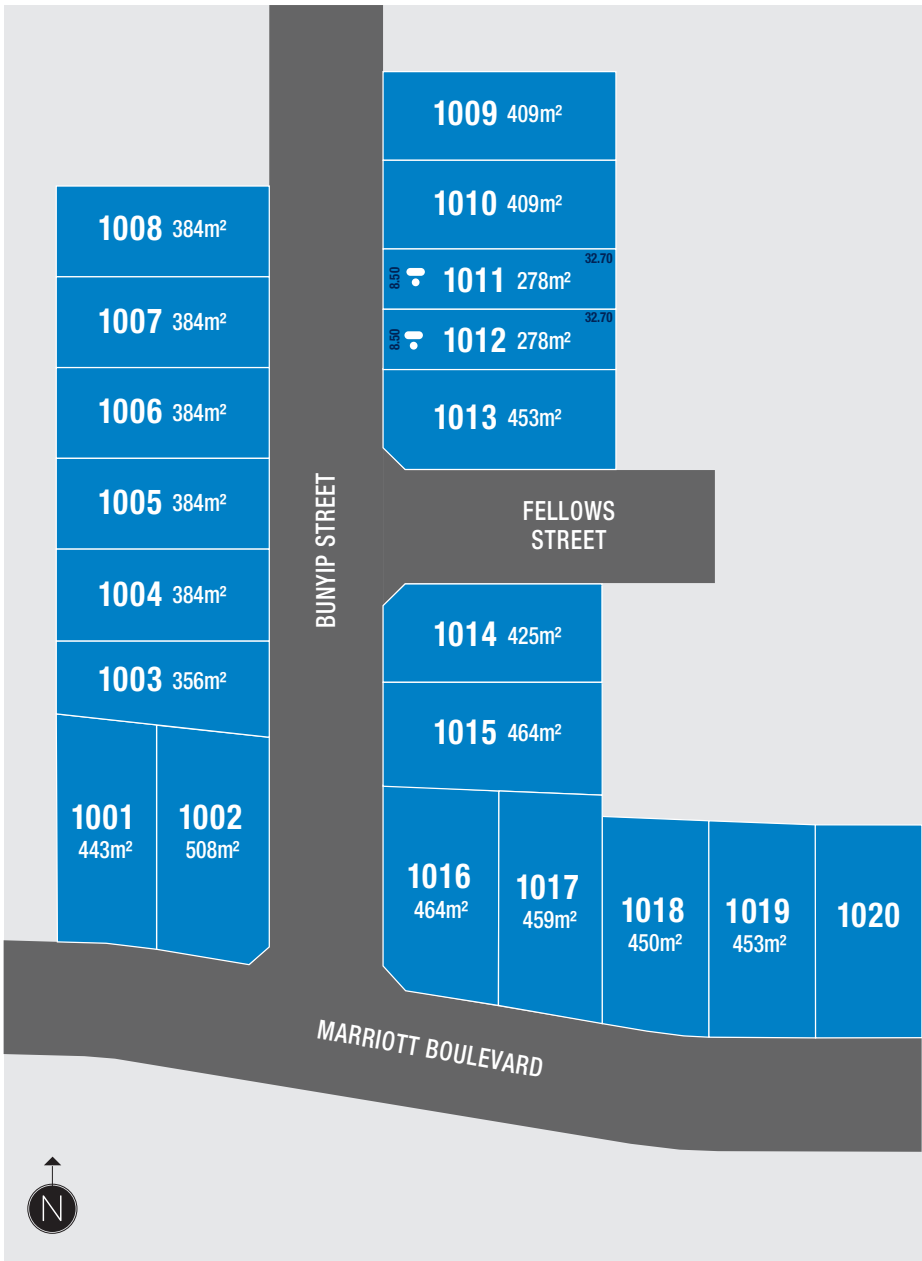 1009 409m²
1010 409m²
8.50 1011 278m² 32.70
8.50 1012 278m² 32.70
1013 453m²
1008 384m²
1007 384m²
1006 384m²
1005 384m²
1004 384m²
1003 356m²
1001
443m²
1002
508m²
BUNYIP STREET
FELLOWS
STREET
1014 425m²
1015 464m²
1016
464m²
1017
459m²
1018
450m²
1019
453m²
1020
MARRIOTT BOULEVARD
N